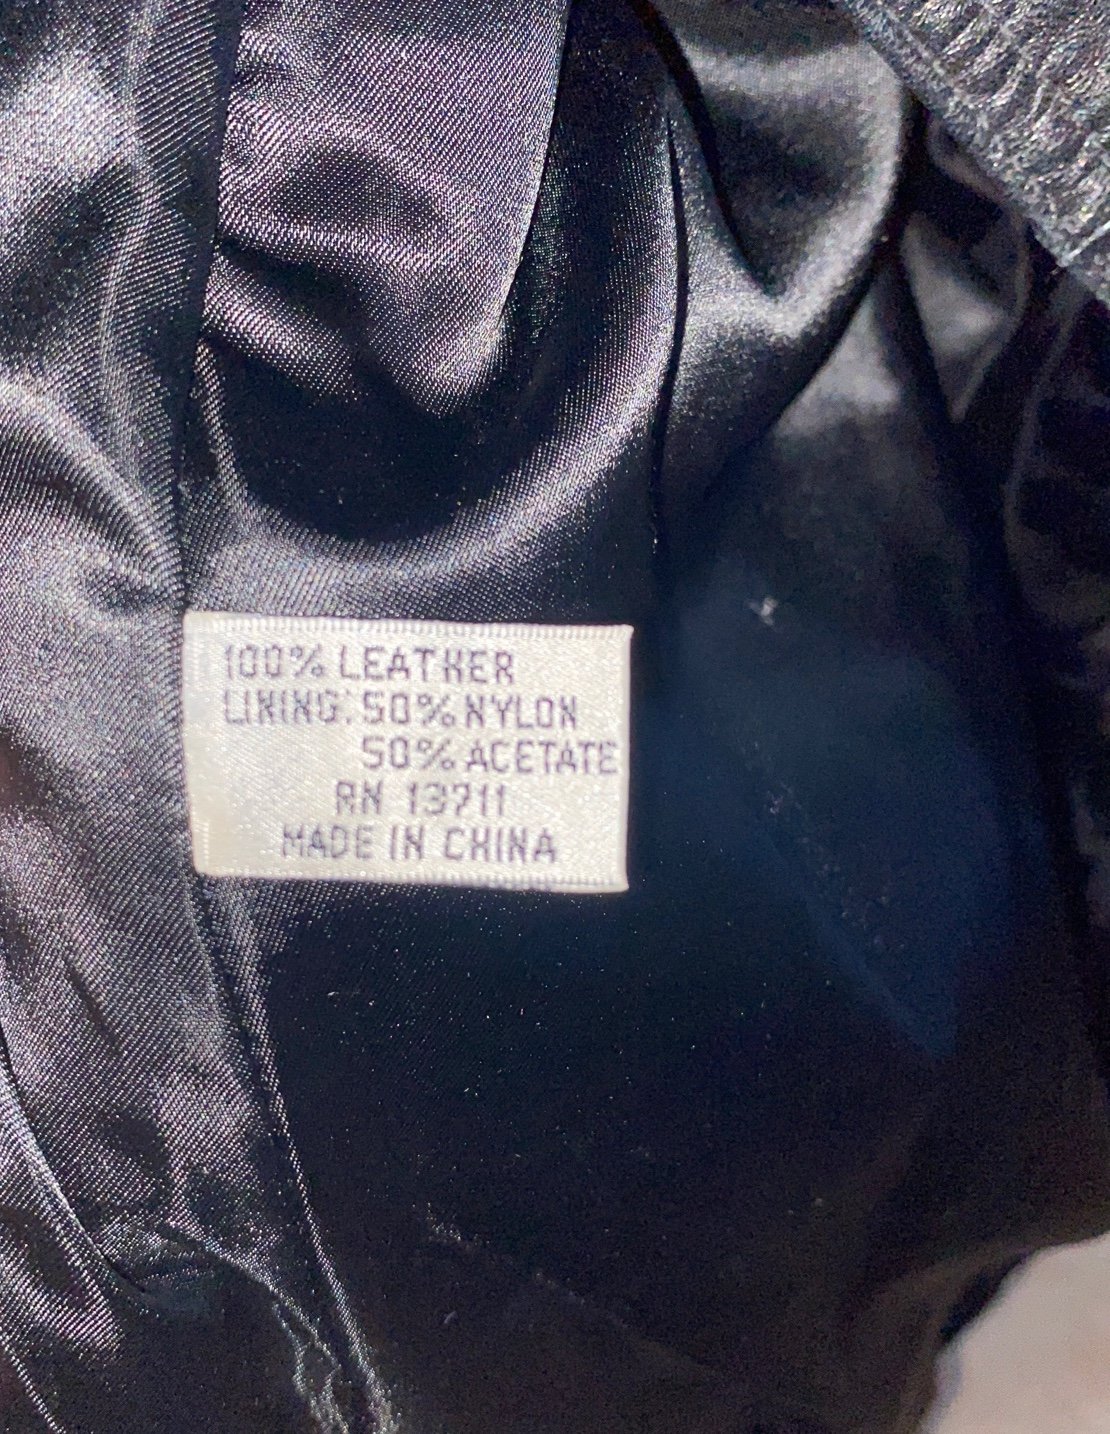 100% LEATHER
LINING: 50% NYLON
50% ACETATE
RN 13711
MADE IN CHINA